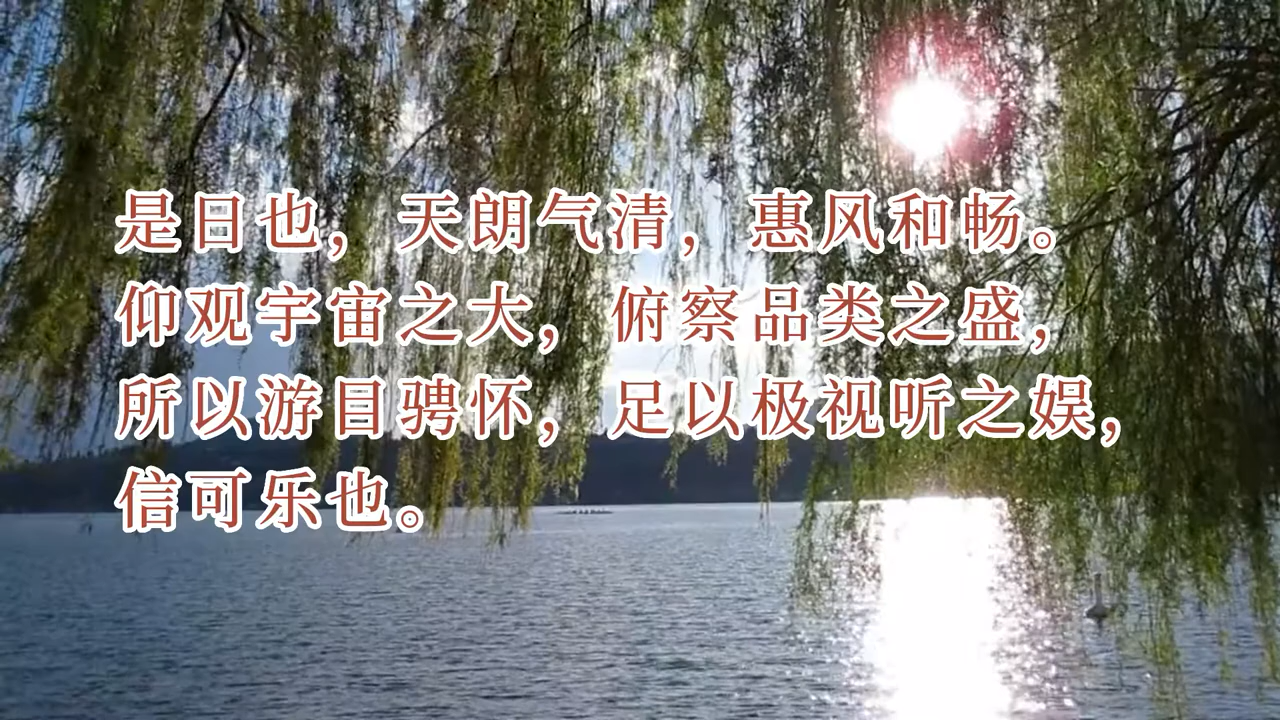 是日也，天朗气清，惠风和畅。
仰观宇宙之大，俯察品类之盛，
所以游目骋怀，足以极视听之娱，
信可乐也。